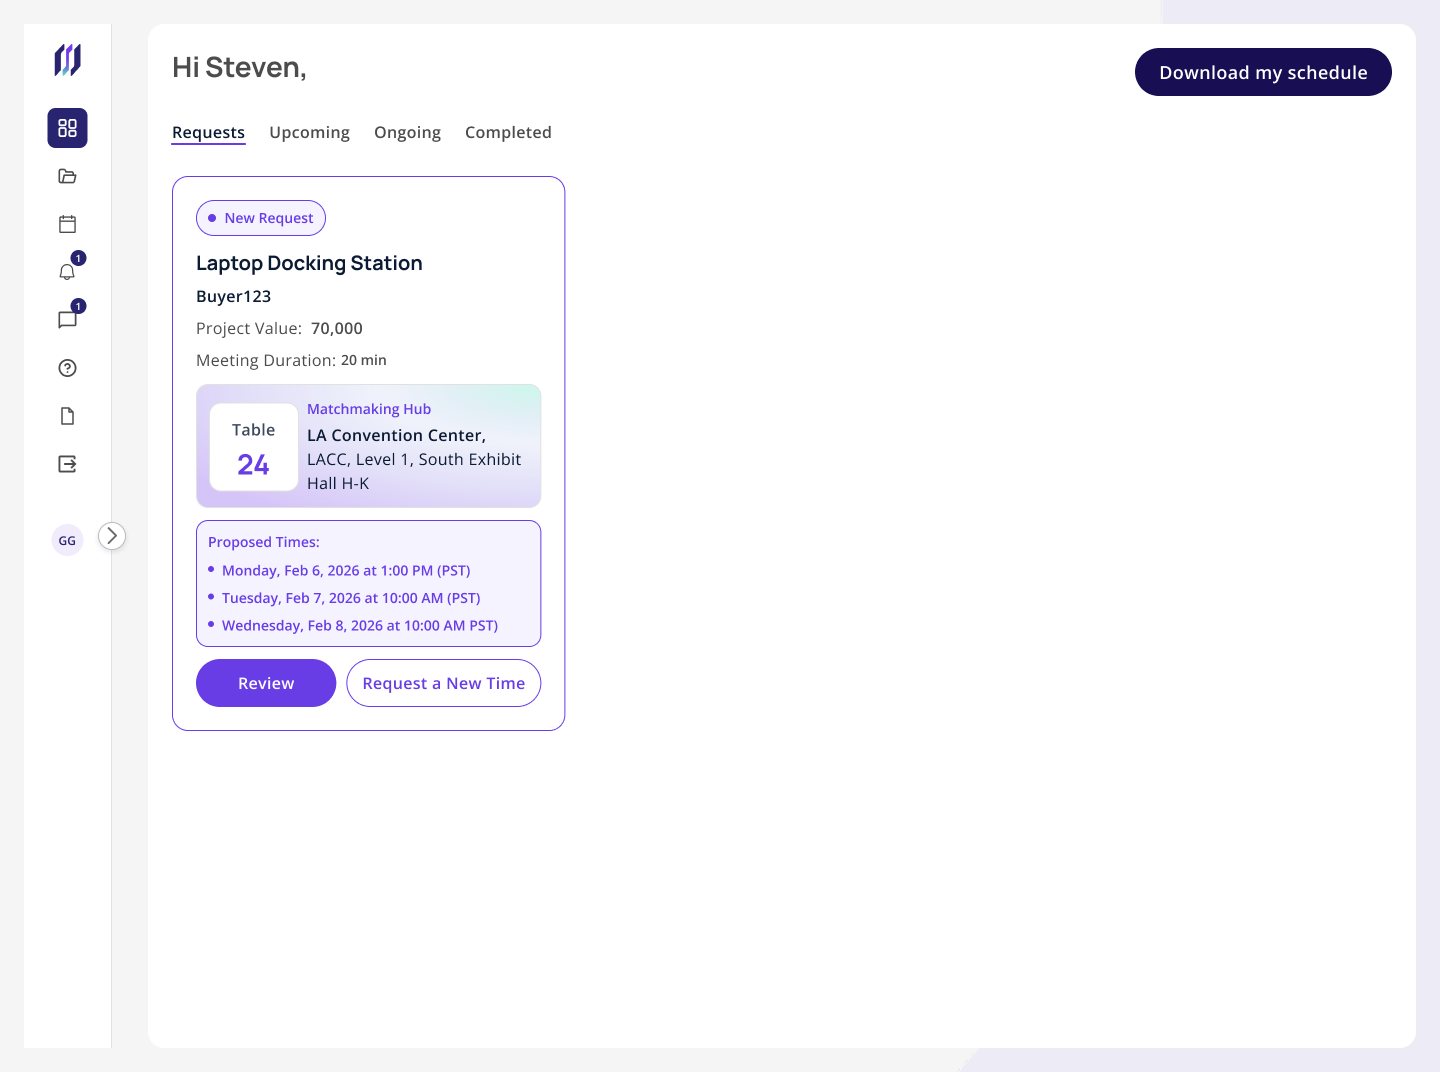 Hi Steven,
Download my schedule
Requests Upcoming Ongoing Completed
1
1
GG
New Request
Laptop Docking Station
Buyer123
Project Value: 70,000
Meeting Duration: 20 min
Table
24
Matchmaking Hub
LA Convention Center,
LACC, Level 1, South Exhibit
Hall H-K
Proposed Times:
Monday, Feb 6, 2026 at 1:00 PM (PST)
Tuesday, Feb 7, 2026 at 10:00 AM (PST)
Wednesday, Feb 8, 2026 at 10:00 AM PST)
Review
Request a New Time